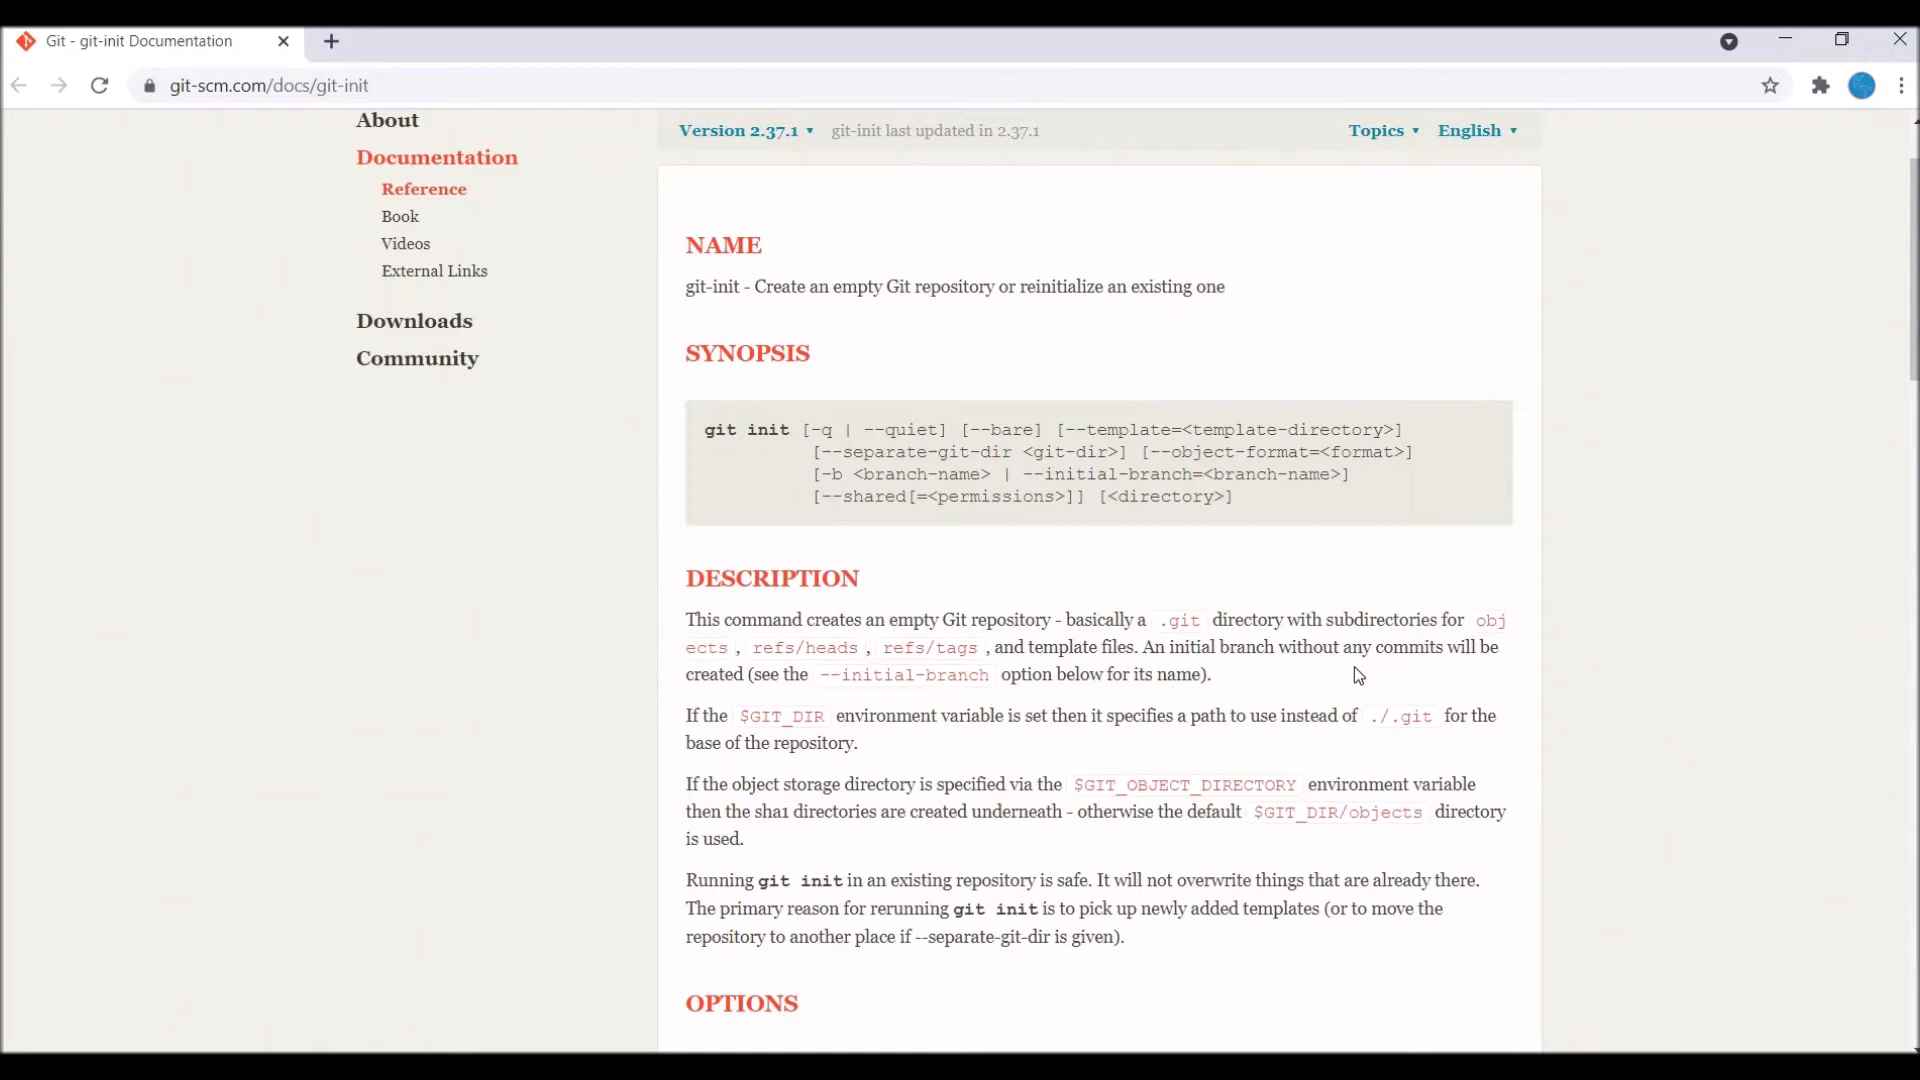 Git - git-init Documentation
git-scm.com/docs/git-init
About
Documentation
Reference
Book
Videos
External Links
Downloads
Community
Version 2.37.1 ▾ git-init last updated in 2.37.1
Topics ▾ English ▾
NAME
git-init - Create an empty Git repository or reinitialize an existing one
SYNOPSIS
git init [-q | --quiet] [--bare] [--template=<template-directory>]
[--separate-git-dir <git-dir>] [--object-format=<format>]
[-b <branch-name> | --initial-branch=<branch-name>]
[--shared[=<permissions>]] [<directory>]
DESCRIPTION
This command creates an empty Git repository - basically a .git directory with subdirectories for obj
ects , refs/heads , refs/tags , and template files. An initial branch without any commits will be
created (see the --initial-branch option below for its name).
If the $GIT_DIR environment variable is set then it specifies a path to use instead of ./.git for the
base of the repository.
If the object storage directory is specified via the $GIT_OBJECT_DIRECTORY environment variable
then the sha1 directories are created underneath - otherwise the default $GIT_DIR/objects directory
is used.
Running git init in an existing repository is safe. It will not overwrite things that are already there.
The primary reason for rerunning git init is to pick up newly added templates (or to move the
repository to another place if --separate-git-dir is given).
OPTIONS